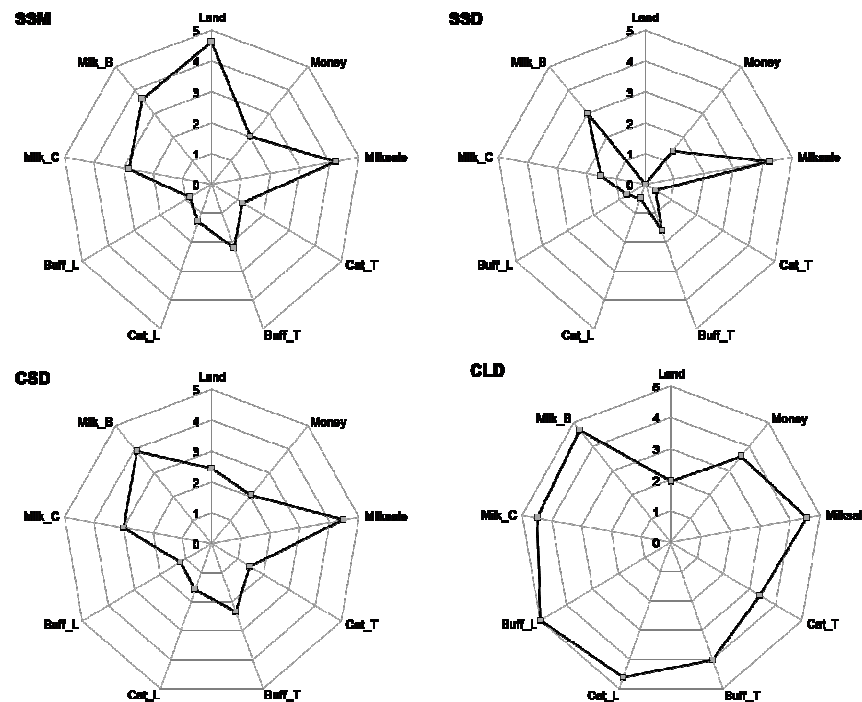 SSM
Land
5
Milk_B
Money
4
3
2
Milk_C
Milksale
1
0
Buff_L
Cat_T
Cat_L
Buff_T
SSD
Land
5
Milk_B
Money
4
3
2
Milk_C
Milksale
1
0
Buff_L
Cat_T
Cat_L
Buff_T
CSD
Land
5
Milk_B
Money
4
3
2
Milk_C
Milksale
1
0
Buff_L
Cat_T
Cat_L
Buff_T
CLD
Land
5
Milk_B
Money
4
3
2
Milk_C
Milksal
1
0
Buff_L
Cat_T
Cat_L
Buff_T